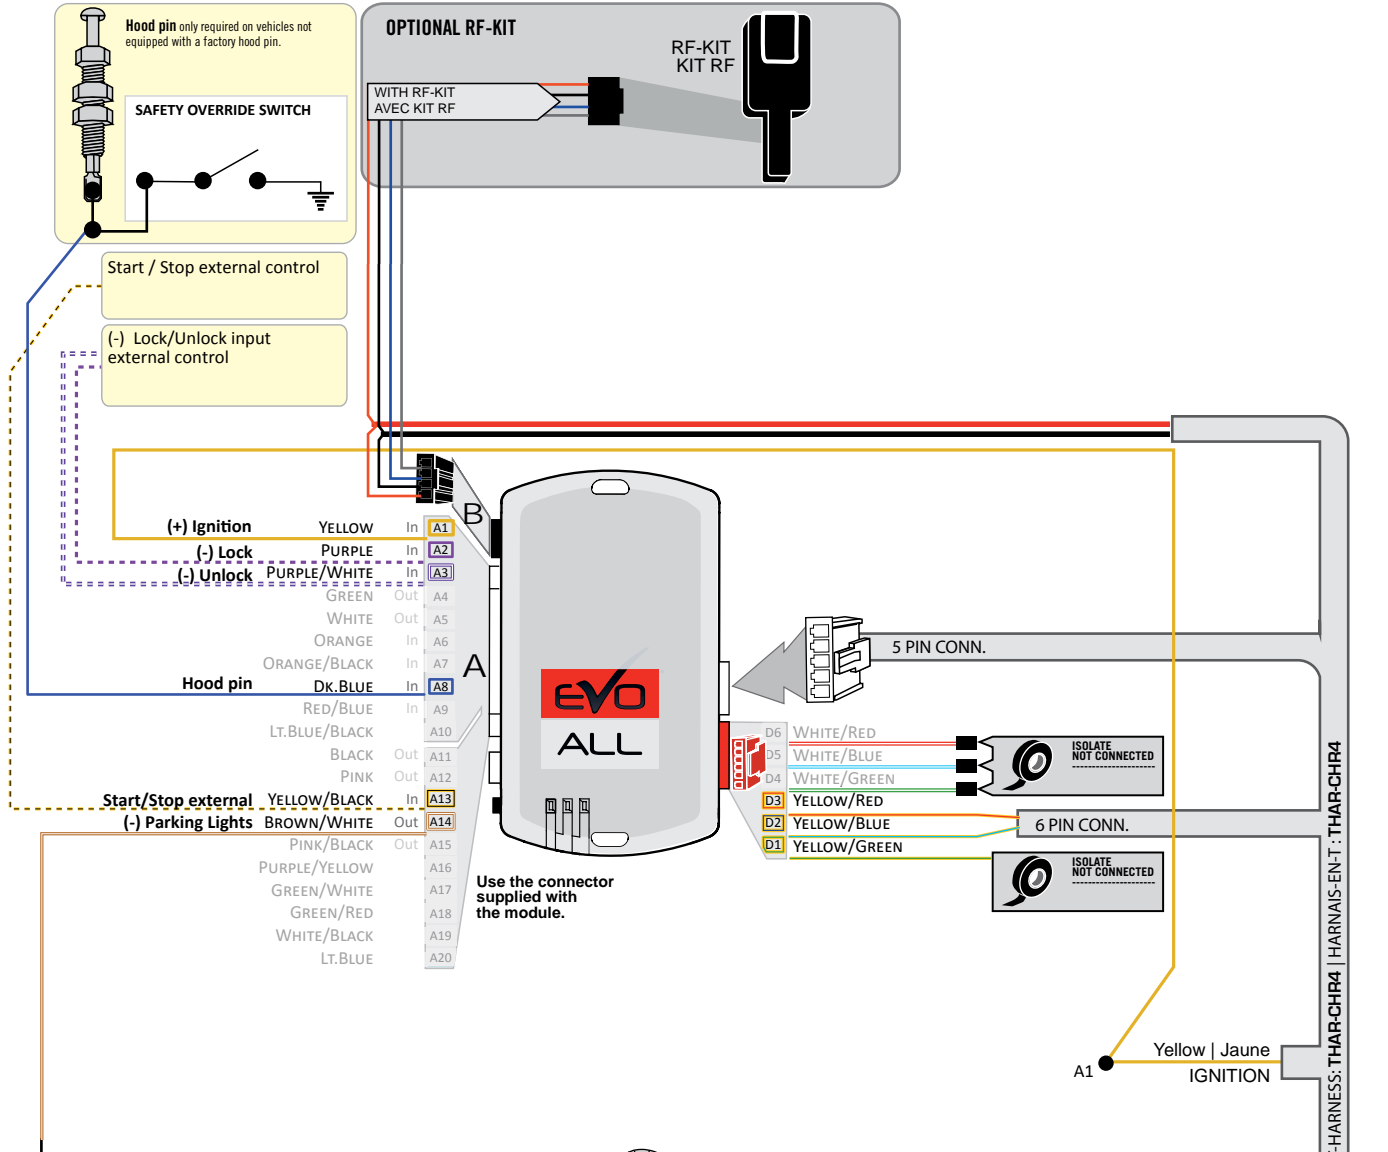 Hood pin only required on vehicles not
equipped with a factory hood pin.
SAFETY OVERRIDE SWITCH
OPTIONAL RF-KIT
RF-KIT
KIT RF
WITH RF-KIT
AVEC KIT RF
Start / Stop external control
(-) Lock/Unlock input
external control
B
A
(+) Ignition YELLOW In A1
(-) Lock PURPLE In A2
(-) Unlock PURPLE/WHITE In A3
GREEN Out A4
WHITE Out A5
ORANGE In A6
ORANGE/BLACK In A7
Hood pin DK.BLUE In A8
RED/BLUE In A9
LT.BLUE/BLACK A10
BLACK Out A11
PINK Out A12
Start/Stop external YELLOW/BLACK In A13
(-) Parking Lights BROWN/WHITE Out A14
PINK/BLACK Out A15
PURPLE/YELLOW A16
GREEN/WHITE A17
GREEN/RED A18
WHITE/BLACK A19
LT.BLUE A20
EVO
ALL
Use the connector
supplied with
the module.
5 PIN CONN.
D6 WHITE/RED
D5 WHITE/BLUE
D4 WHITE/GREEN
D3 YELLOW/RED
D2 YELLOW/BLUE
D1 YELLOW/GREEN
ISOLATE
NOT CONNECTED
6 PIN CONN.
ISOLATE
NOT CONNECTED
A1
Yellow | Jaune
IGNITION
-HARNESS: THAR-CHR4 | HARNAIS-EN-T : THAR-CHR4